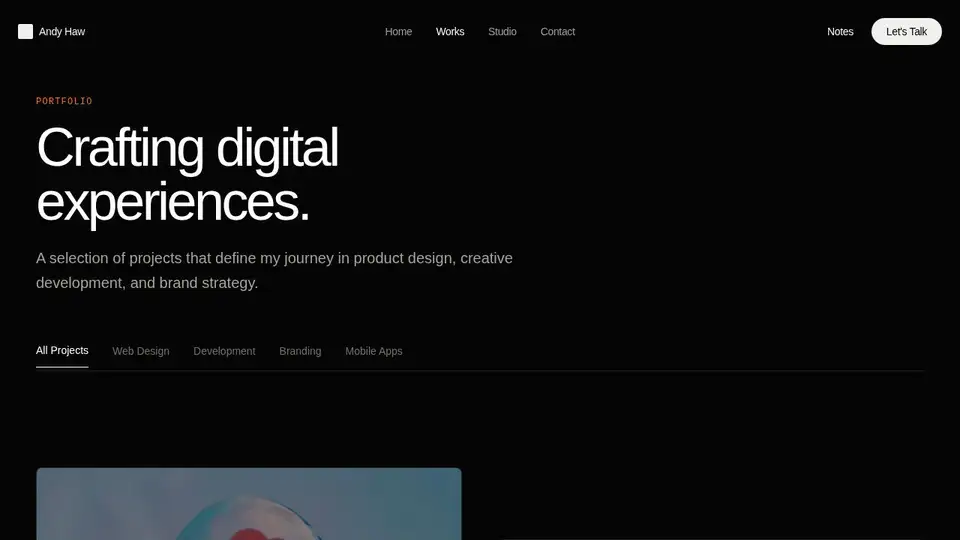 Andy Haw
Home
Works
Studio
Contact
Notes
Let's Talk
PORTFOLIO
Crafting digital
experiences.
A selection of projects that define my journey in product design, creative
development, and brand strategy.
All Projects
Web Design
Development
Branding
Mobile Apps